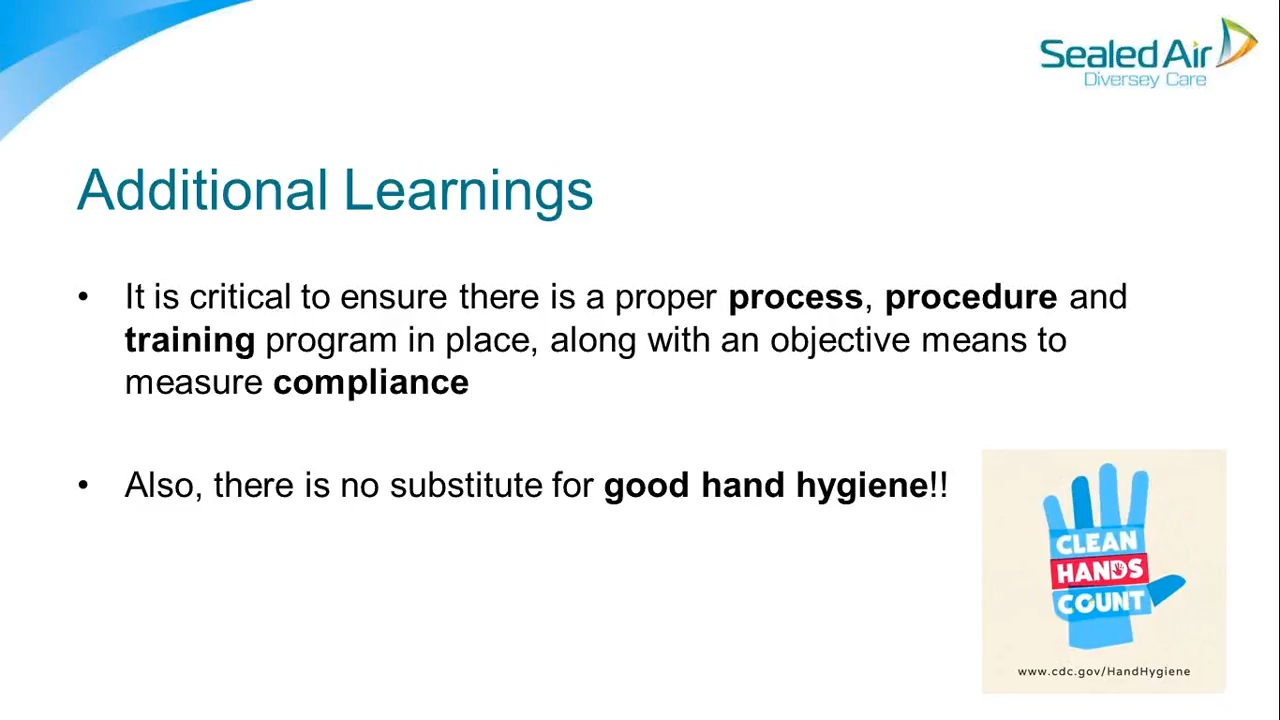 Sealed Air
Diversey Care
Additional Learnings
• It is critical to ensure there is a proper process, procedure and
training program in place, along with an objective means to
measure compliance
• Also, there is no substitute for good hand hygiene!!
CLEAN
HANDS
COUNT
www.cdc.gov/HandHygiene